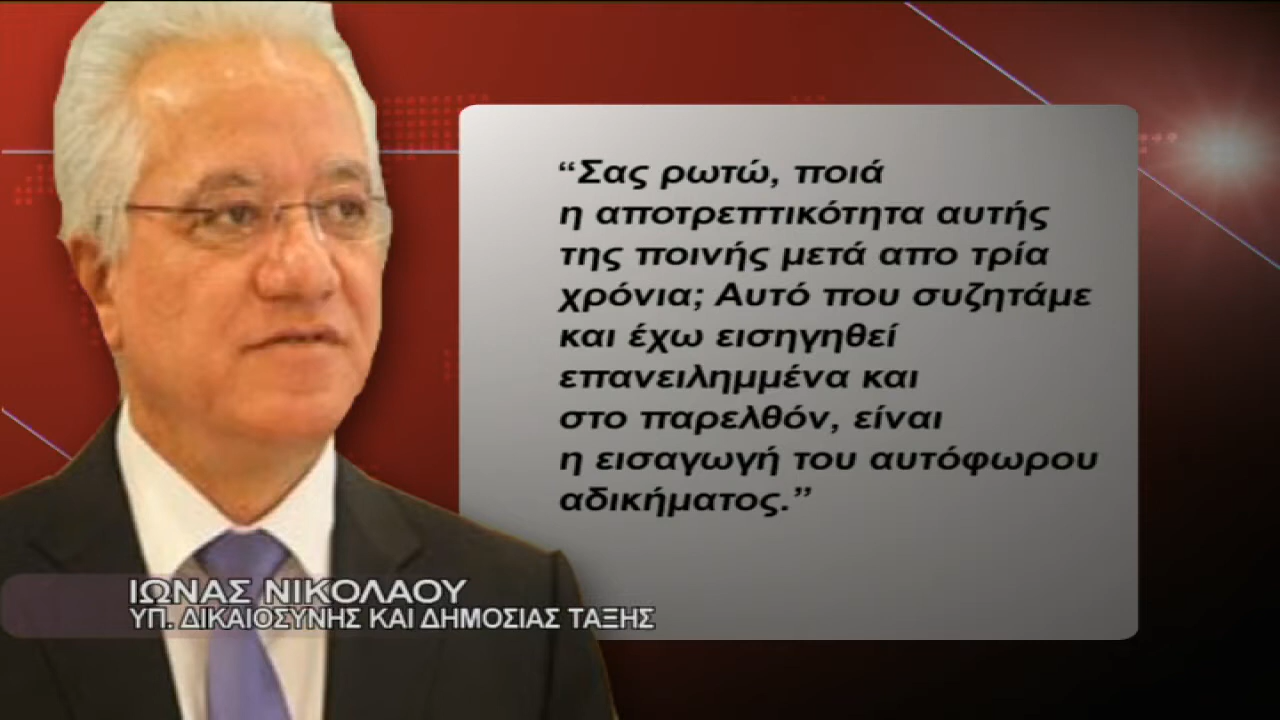 “Σας ρωτώ, ποιά
η αποτρεπτικότητα αυτής
της ποινής μετά απο τρία
χρόνια; Αυτό που συζητάμε
και έχω εισηγηθεί
επανειλημμένα και
στο παρελθόν, είναι
η εισαγωγή του αυτόφωρου
αδικήματος.”
ΙΩΝΑΣ ΝΙΚΟΛΑΟΥ
ΥΠ. ΔΙΚΑΙΟΣΥΝΗΣ ΚΑΙ ΔΗΜΟΣΙΑΣ ΤΑΞΗΣ